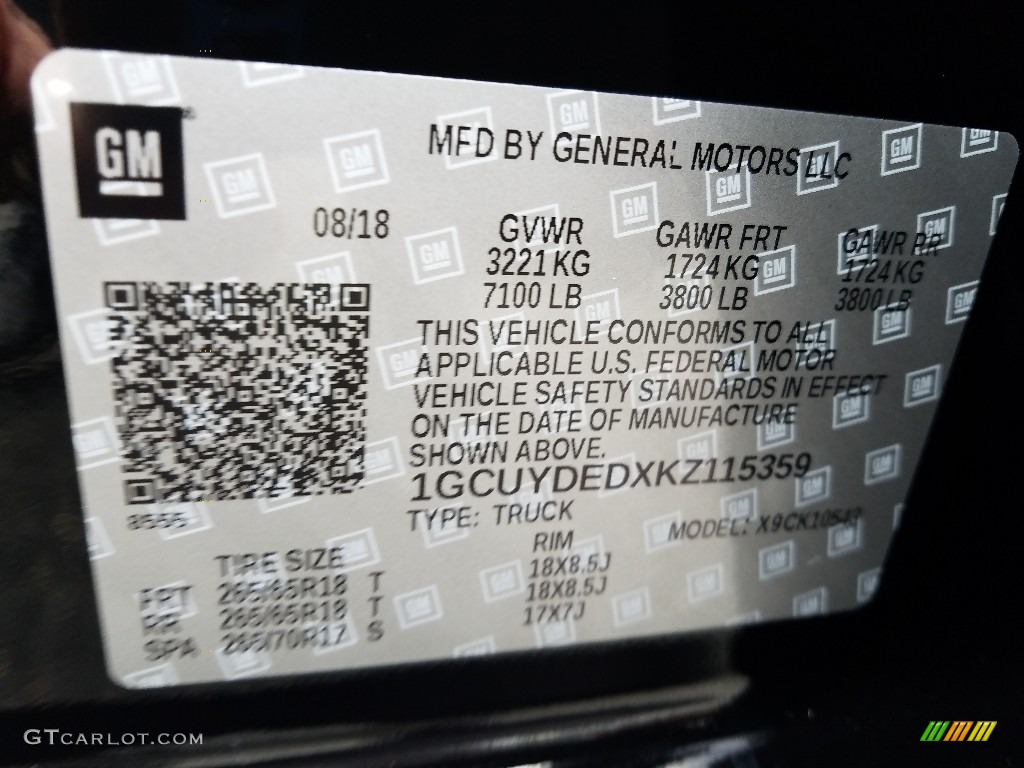 GM
MFD BY GENERAL MOTORS LLC
08/18
GVWR GAWR FRT GAWR RR
3221 KG 1724 KG 1724 KG
7100 LB 3800 LB 3800 LB
THIS VEHICLE CONFORMS TO ALL
APPLICABLE U.S. FEDERAL MOTOR
VEHICLE SAFETY STANDARDS IN EFFECT
ON THE DATE OF MANUFACTURE
SHOWN ABOVE.
1GCUYDEDXKZ115359
TYPE: TRUCK MODEL: X9CK10543
TIRE SIZE RIM
FRT 265/65R18 T 18X8.5J
RR 265/65R18 T 18X8.5J
SPA 265/70R17 S 17X7J
GTCARLOT.COM